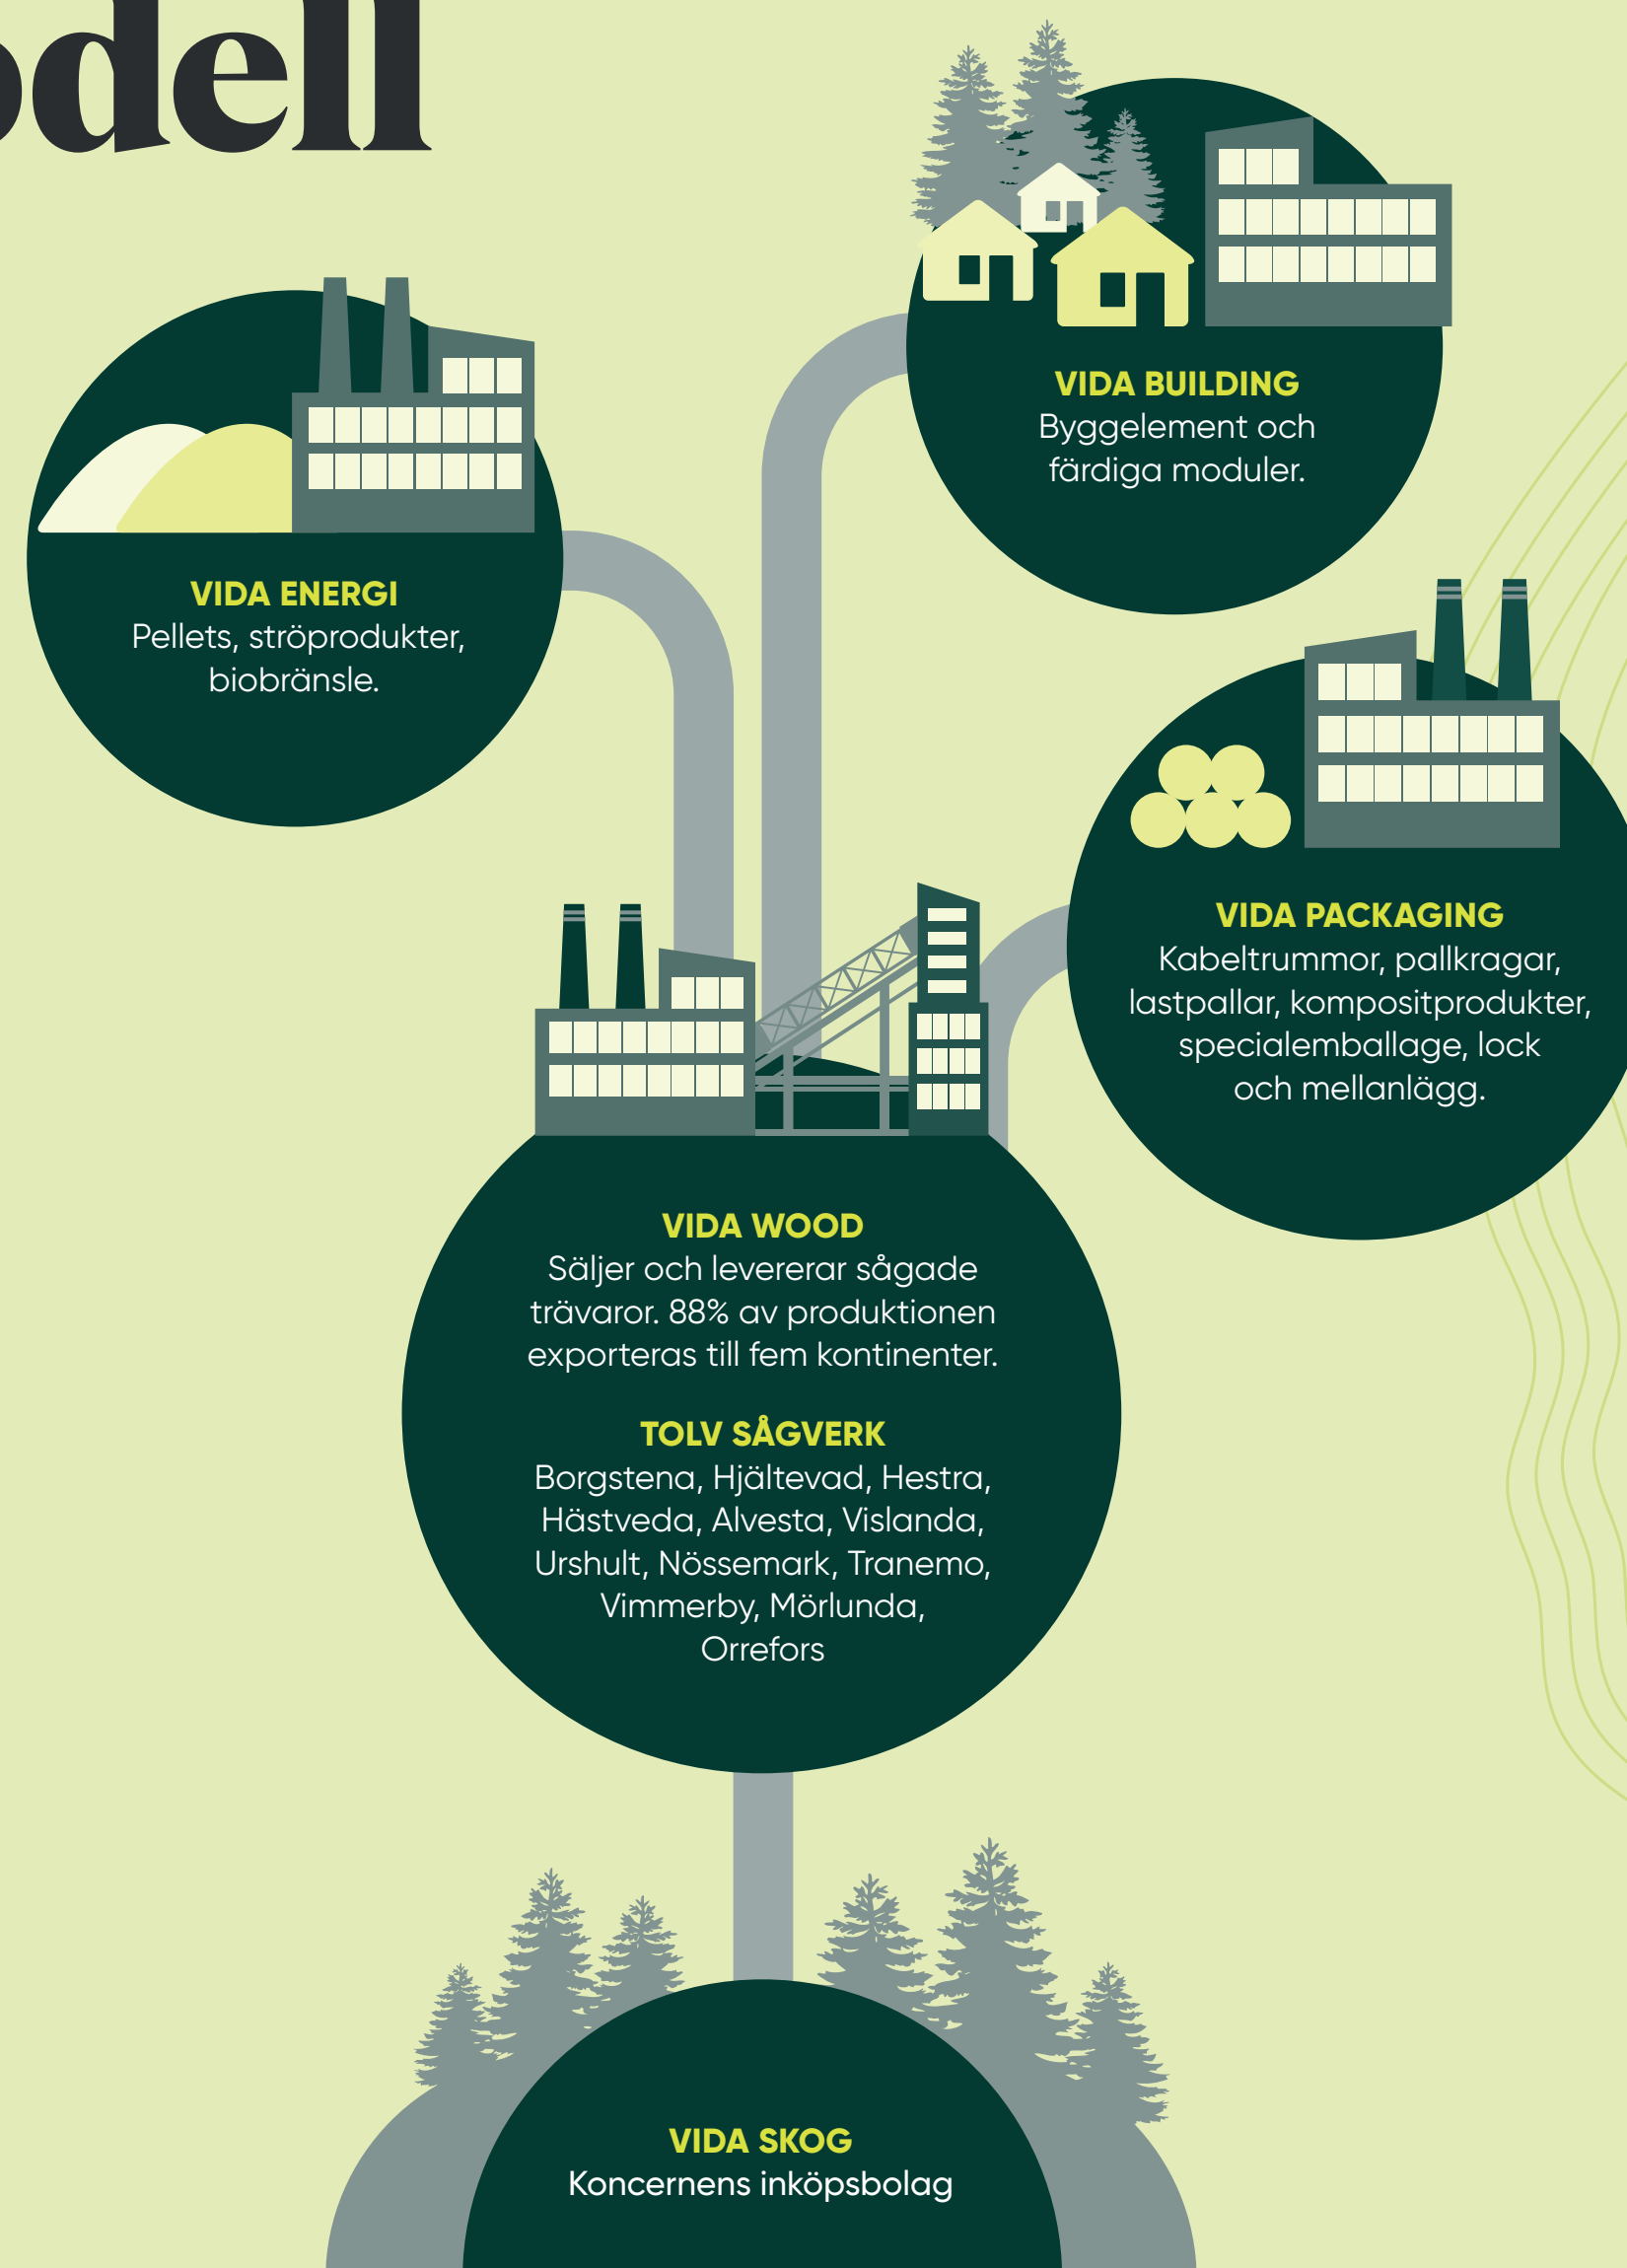 odell
VIDA BUILDING
Byggelement och
färdiga moduler.
VIDA ENERGI
Pellets, ströprodukter,
biobränsle.
VIDA PACKAGING
Kabeltrummor, pallkragar,
lastpallar, kompositprodukter,
specialemballage, lock
och mellanlägg.
VIDA WOOD
Säljer och levererar sågade
trävaror. 88% av produktionen
exporteras till fem kontinenter.
TOLV SÅGVERK
Borgstena, Hjältevad, Hestra,
Hästveda, Alvesta, Vislanda,
Urshult, Nössemark, Tranemo,
Vimmerby, Mörlunda,
Orrefors
VIDA SKOG
Koncernens inköpsbolag